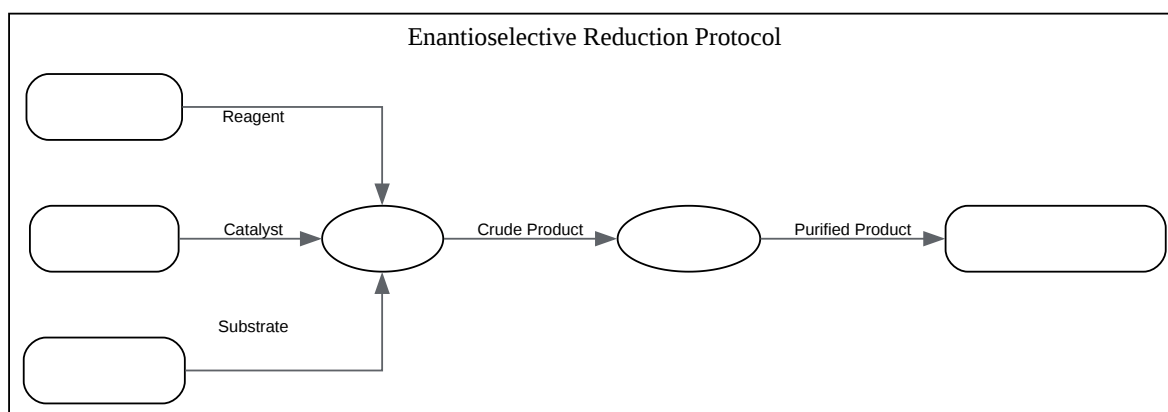 Enantioselective Reduction Protocol
Reagent
Catalyst
Crude Product
Purified Product
Substrate